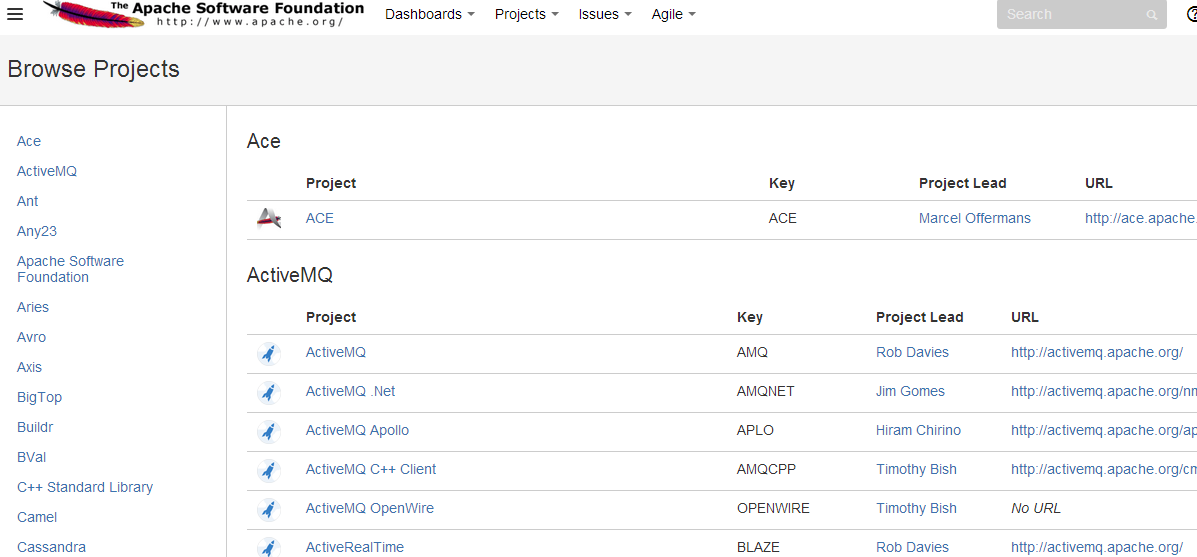 The Apache Software Foundation
http://www.apache.org/
Dashboards Projects Issues Agile Search
Browse Projects
Ace
ActiveMQ
Ant
Any23
Apache Software
Foundation
Aries
Avro
Axis
BigTop
Buildr
BVal
C++ Standard Library
Camel
Cassandra
Ace
Project Key Project Lead URL
ACE ACE Marcel Offermans http://ace.apache.
ActiveMQ
Project Key Project Lead URL
ActiveMQ AMQ Rob Davies http://activemq.apache.org/
ActiveMQ .Net AMQNET Jim Gomes http://activemq.apache.org/nm
ActiveMQ Apollo APLO Hiram Chirino http://activemq.apache.org/ap
ActiveMQ C++ Client AMQCPP Timothy Bish http://activemq.apache.org/cm
ActiveMQ OpenWire OPENWIRE Timothy Bish No URL
ActiveRealTime BLAZE Rob Davies http://activemq.apache.org/